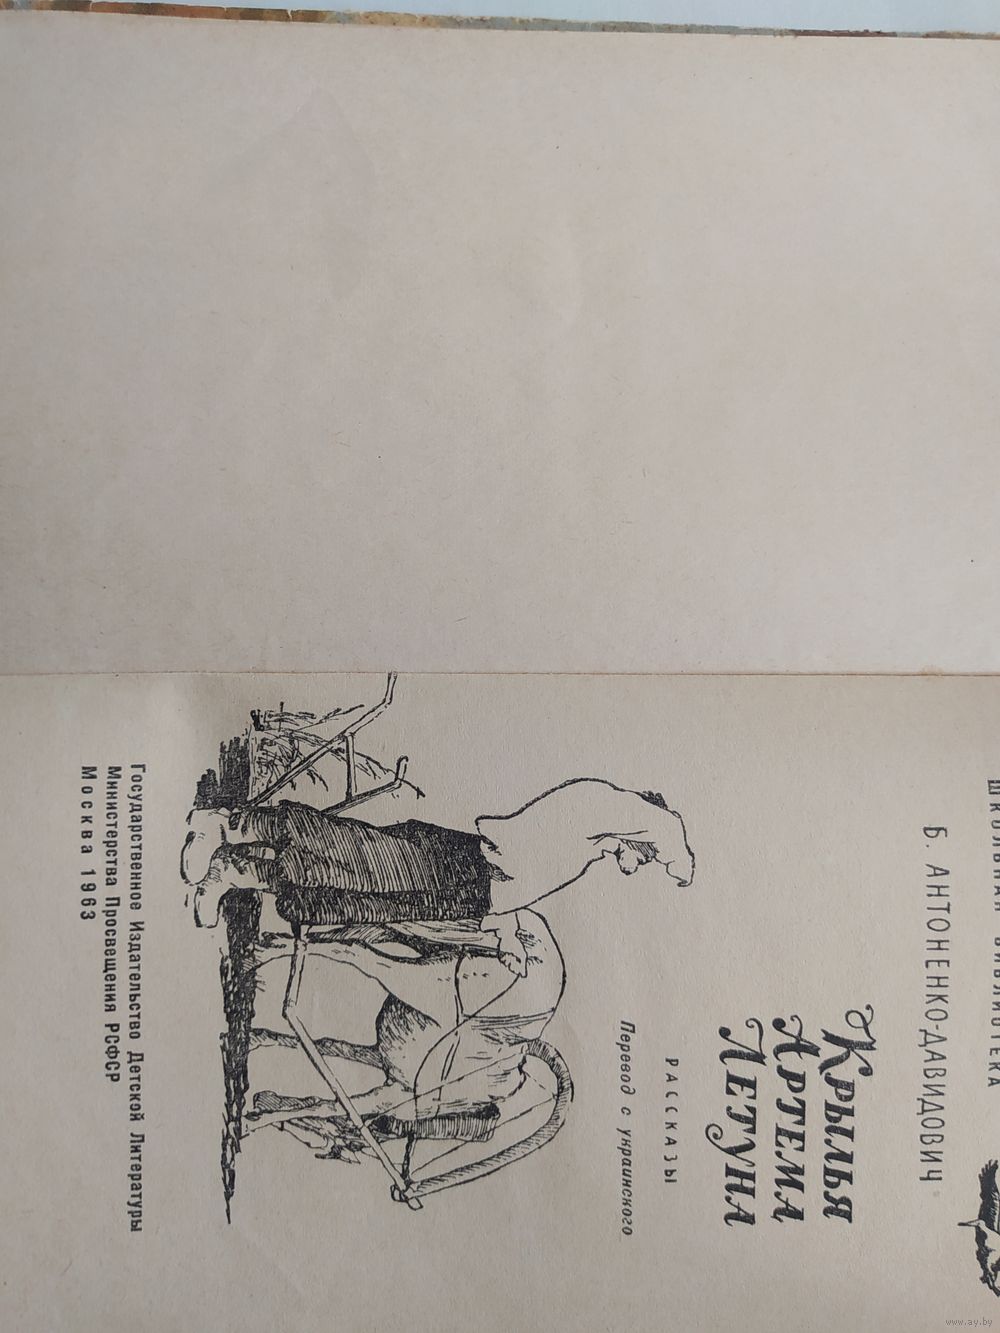 ШКОЛЬНАЯ БИБЛИОТЕКА
Б. АНТОНЕНКО-ДАВИДОВИЧ
КРЫЛЬЯ
АРТЕМА
ЛЕТУНА
РАССКАЗЫ
Перевод с украинского
Государственное Издательство Детской Литературы
Министерства Просвещения РСФСР
Москва 1963
www.ay.by